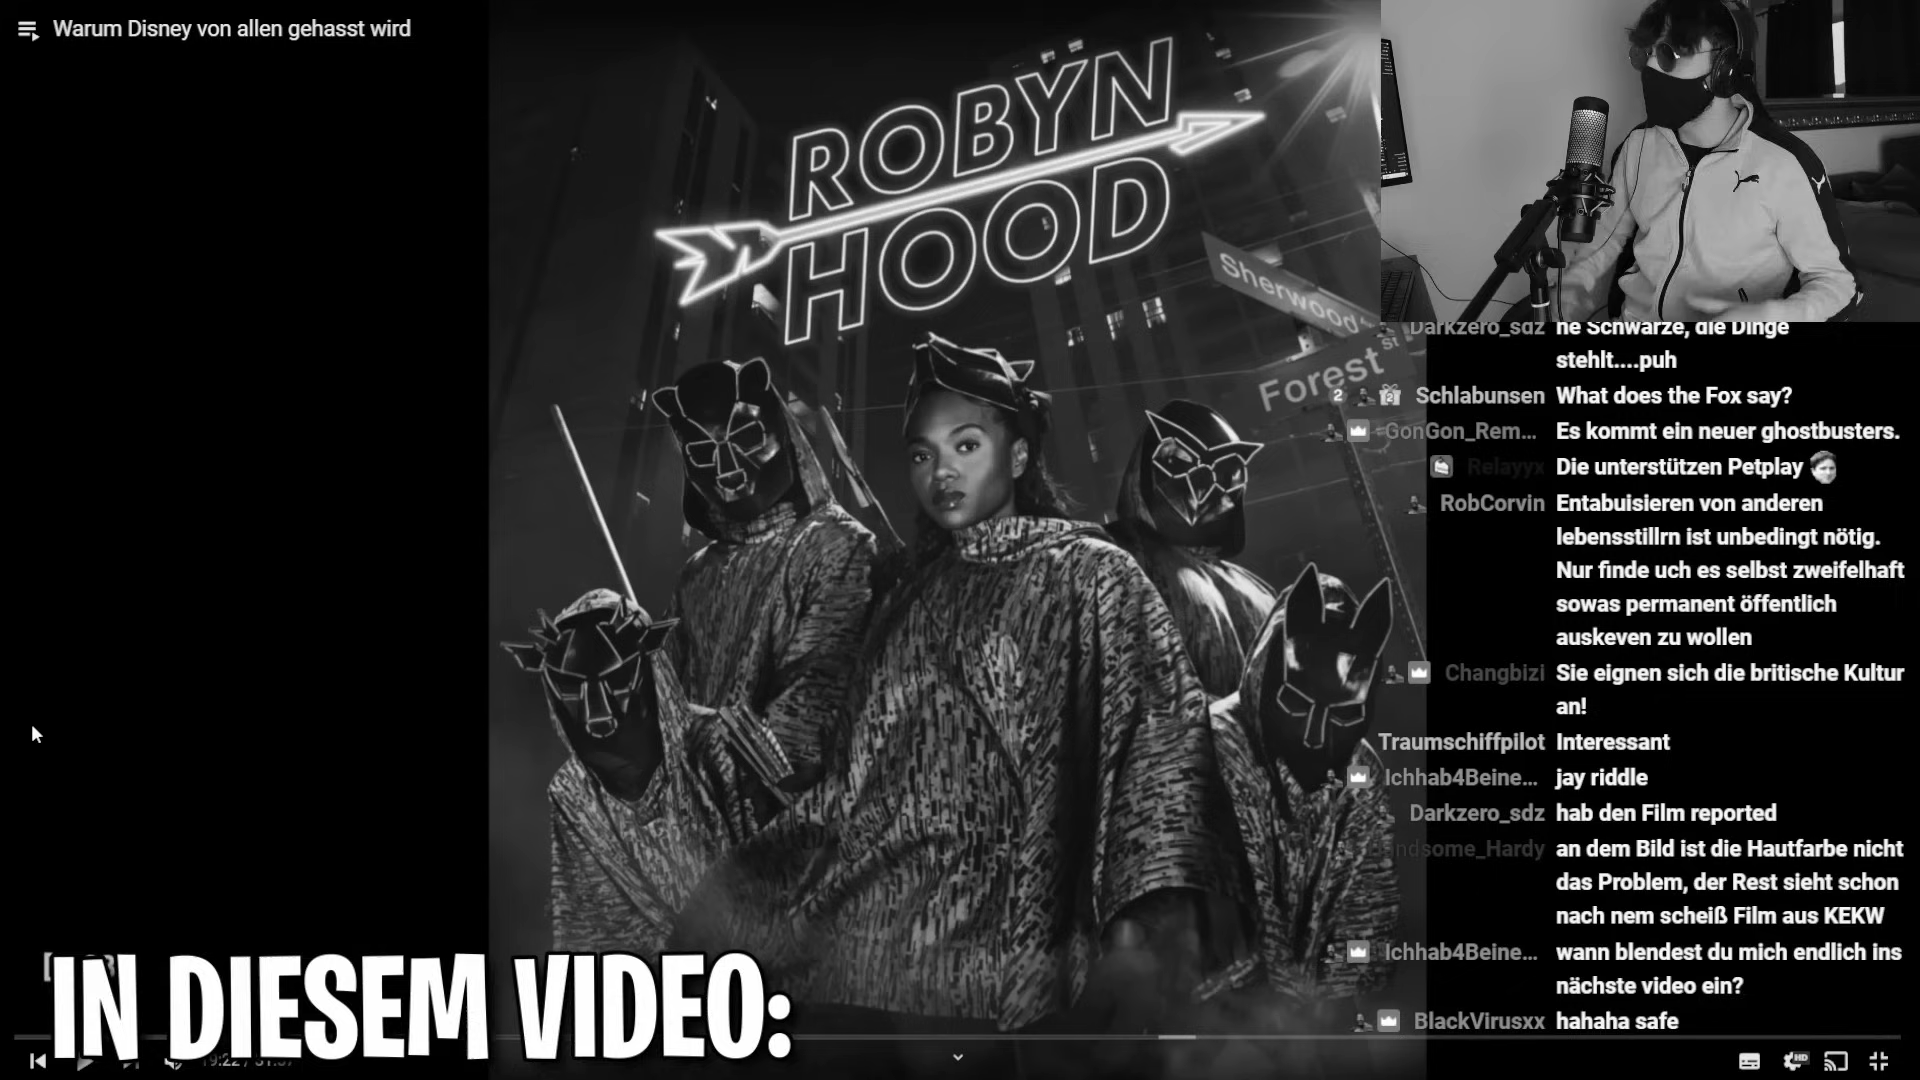 Warum Disney von allen gehasst wird
ROBYN
HOOD
Sherwood
St
Forest
Darkzero_sdz ne Schwarze, die Dinge
stehlt....puh
2 Schlabunsen What does the Fox say?
GonGon_Rem... Es kommt ein neuer ghostbusters.
Relayyx Die unterstützen Petplay
RobCorvin Entabuisieren von anderen
lebensstillrn ist unbedingt nötig.
Nur finde uch es selbst zweifelhaft
sowas permanent öffentlich
auskeven zu wollen
Changbizi Sie eignen sich die britische Kultur
an!
Traumschiffpilot Interessant
Ichhab4Beine... jay riddle
Darkzero_sdz hab den Film reported
ndsome_Hardy an dem Bild ist die Hautfarbe nicht
das Problem, der Rest sieht schon
nach nem scheiß Film aus KEKW
Ichhab4Beine... wann blendest du mich endlich ins
nächste video ein?
BlackVirusxx hahaha safe
IN DIESEM VIDEO:
HD